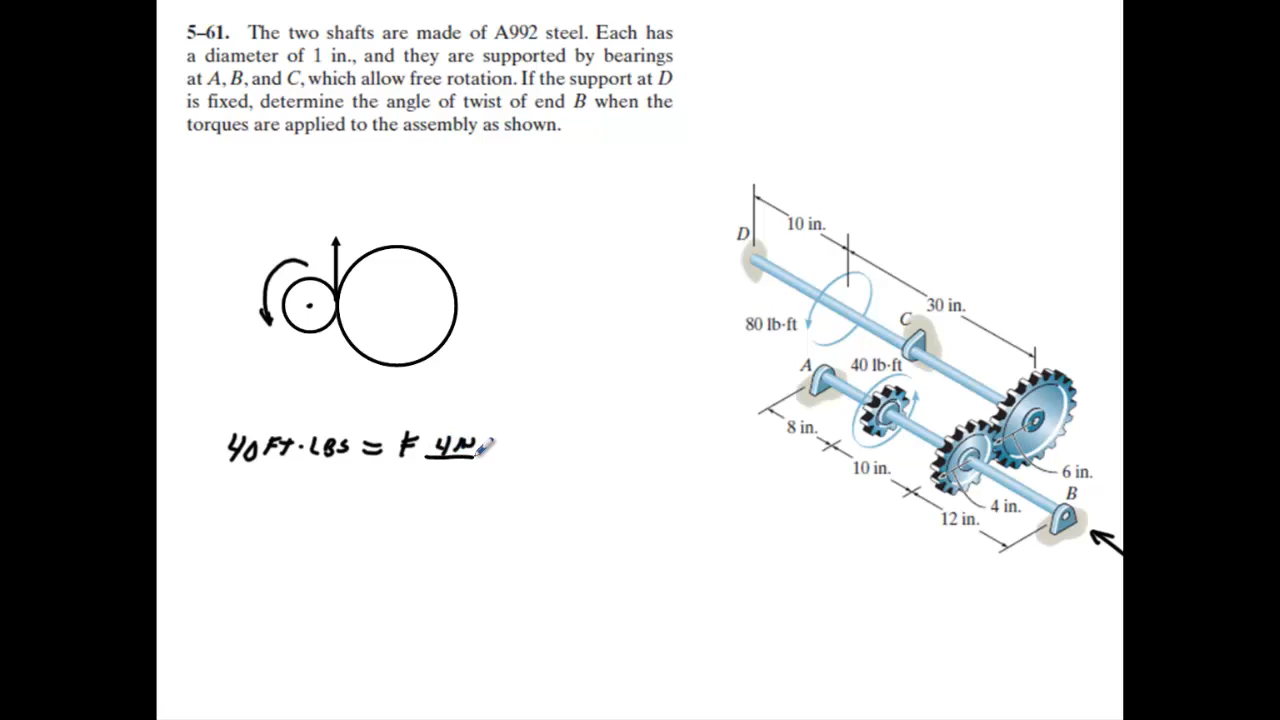 5–61. The two shafts are made of A992 steel. Each has
a diameter of 1 in., and they are supported by bearings
at A, B, and C, which allow free rotation. If the support at D
is fixed, determine the angle of twist of end B when the
torques are applied to the assembly as shown.
10 in.
D
30 in.
C
80 lb·ft
A
40 lb·ft
8 in.
10 in.
6 in.
B
4 in.
12 in.
40 FT·LBS = F 4IN